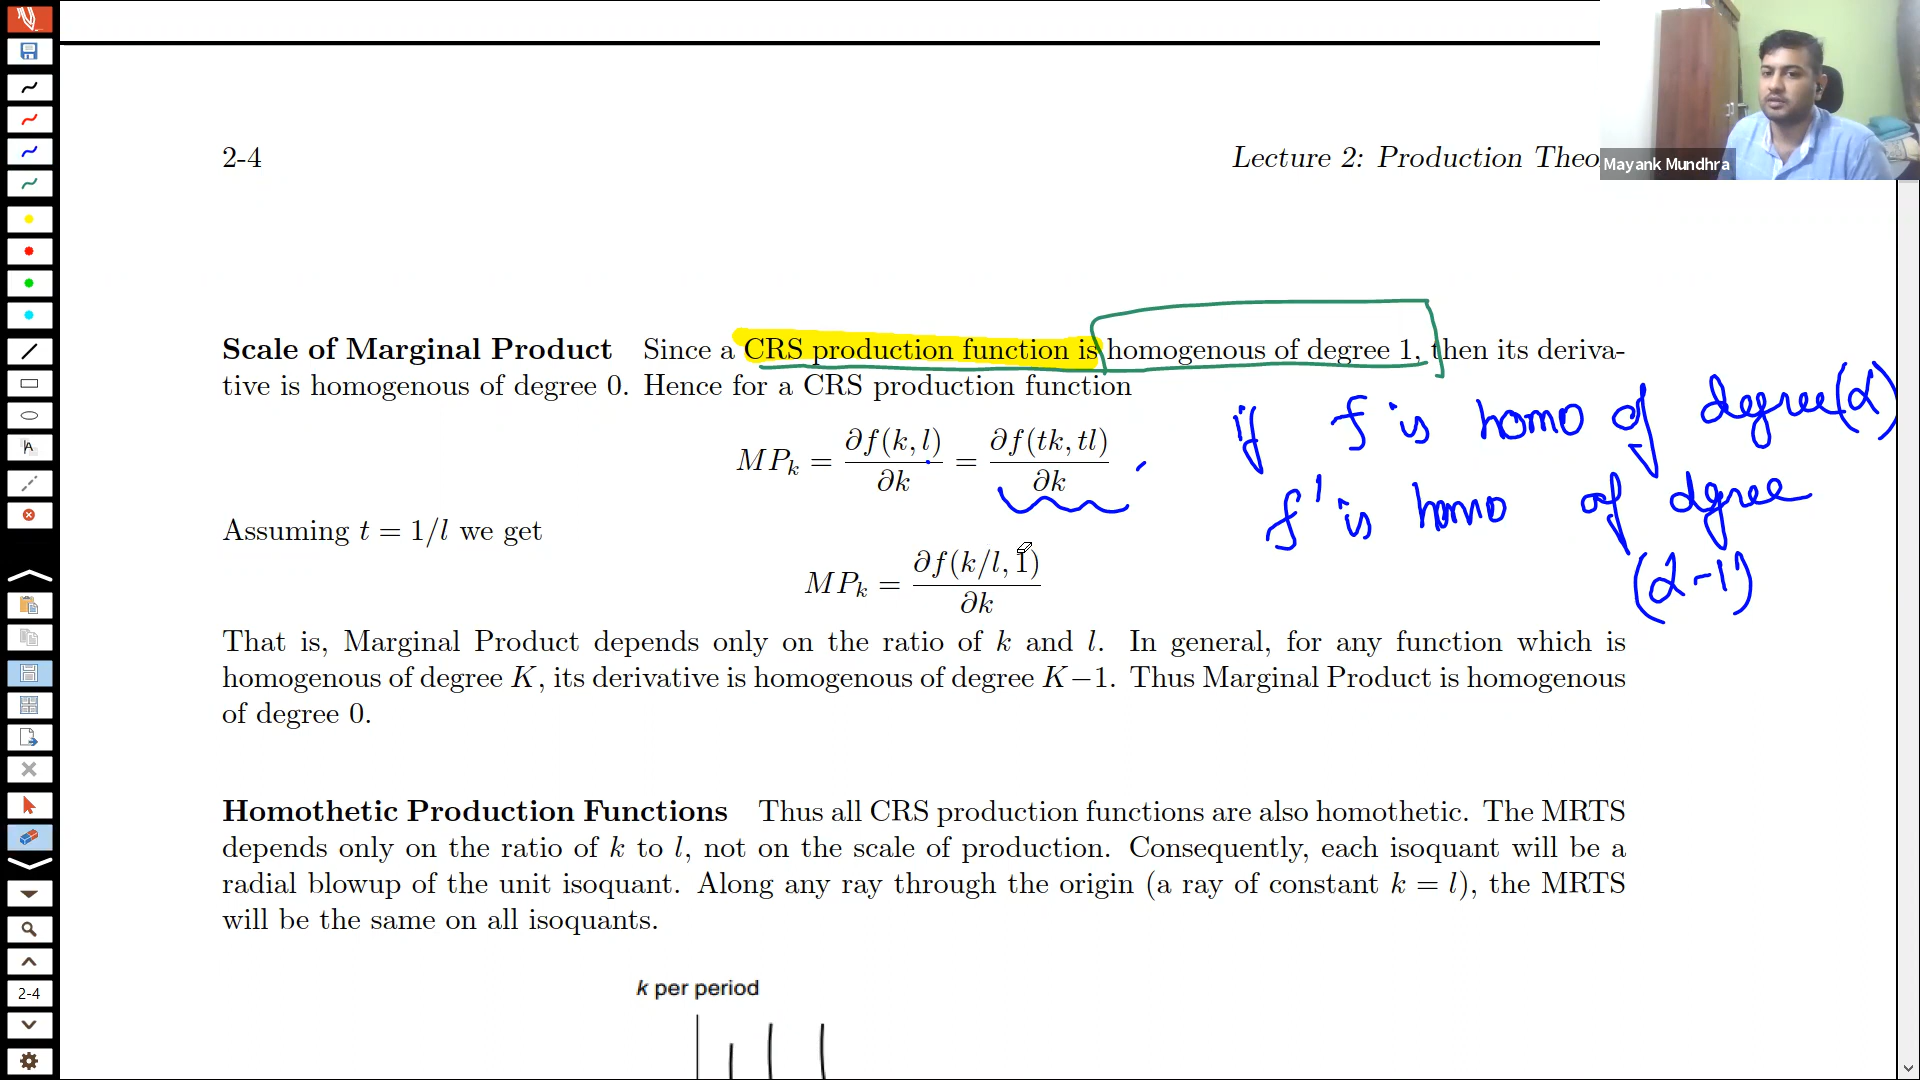 2-4
Lecture 2: Production Theo
Mayank Mundhra
Scale of Marginal Product Since a CRS production function is homogenous of degree 1, then its deriva-
tive is homogenous of degree 0. Hence for a CRS production function
if f is homo of degree (α)
MPₖ = ∂f(k, l)/∂k = ∂f(tk, tl)/∂k
f' is homo of dgree
(α-1)
Assuming t = 1/l we get
MPₖ = ∂f(k/l, 1)/∂k
That is, Marginal Product depends only on the ratio of k and l. In general, for any function which is
homogenous of degree K, its derivative is homogenous of degree K−1. Thus Marginal Product is homogenous
of degree 0.
Homothetic Production Functions Thus all CRS production functions are also homothetic. The MRTS
depends only on the ratio of k to l, not on the scale of production. Consequently, each isoquant will be a
radial blowup of the unit isoquant. Along any ray through the origin (a ray of constant k = l), the MRTS
will be the same on all isoquants.
k per period
2-4